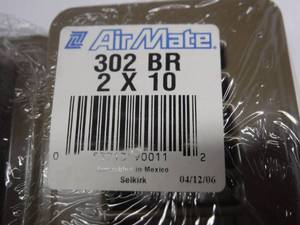 AirMate®
302 BR
2 X 10
in Mexico
Selkirk 04/12/06